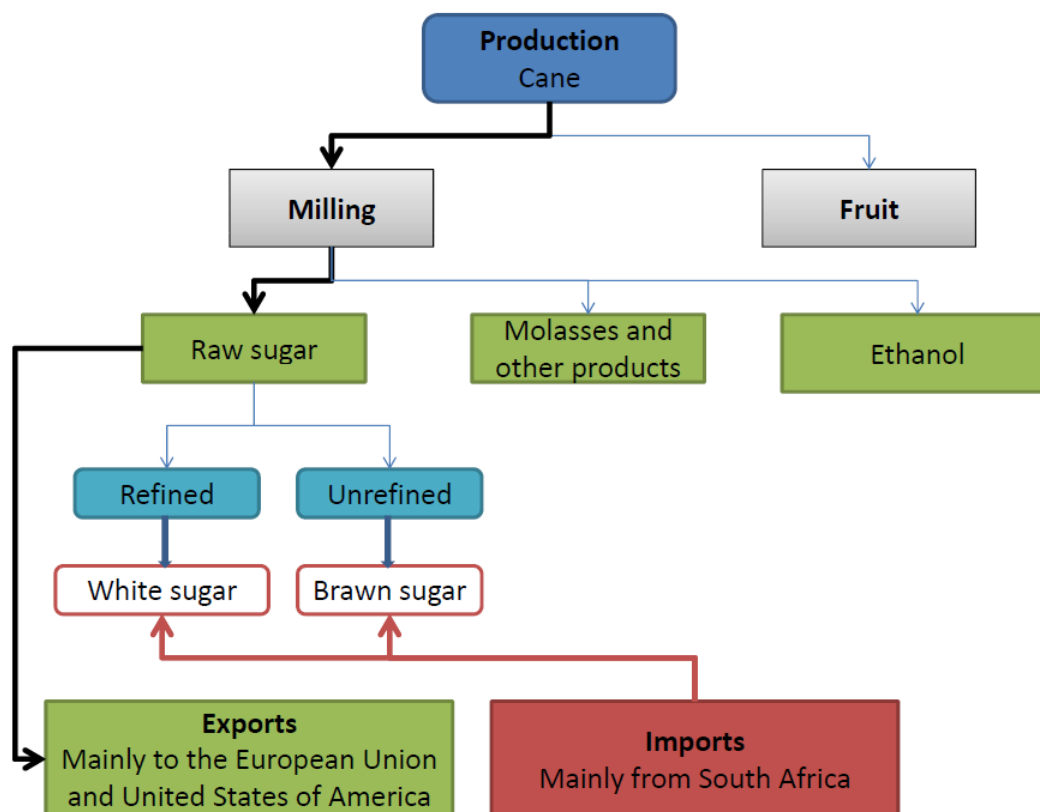 Production
Cane
Milling
Fruit
Raw sugar
Molasses and
other products
Ethanol
Refined
Unrefined
White sugar
Brawn sugar
Exports
Mainly to the European Union
and United States of America
Imports
Mainly from South Africa